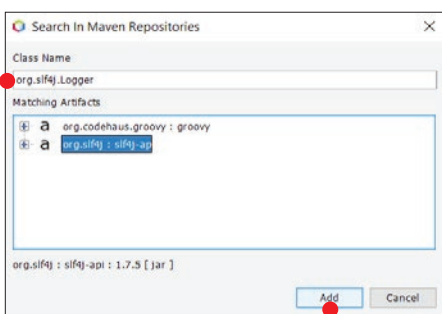 Search In Maven Repositories
Class Name
org.slf4j.Logger
Matching Artifacts
a org.codehaus.groovy : groovy
a org.slf4j : slf4j-ap
org.slf4j : slf4j-api : 1.7.5 [ jar ]
Add Cancel